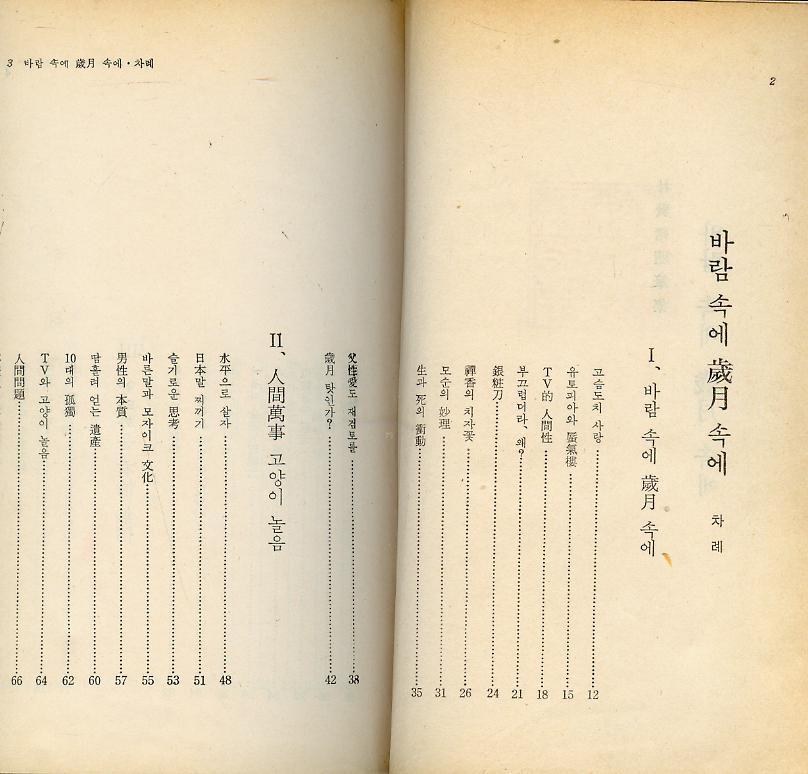 2
바람 속에 歲月 속에 차례
I、바람 속에 歲月 속에
고슴도치 사랑 12
유토피아와 蜃氣樓 15
TV的 人間性 18
부끄럽더라、왜? 21
銀粧刀 24
禪香의 치자꽃 26
모순의 妙理 31
生과 死의 衝動 35
3 바람 속에 歲月 속에・차례
父性愛도 재검토를 38
歲月 탓인가? 42
II、人間萬事 고양이 놀음
水平으로 살자 48
日本말 찌꺼기 51
슬기로운 思考 53
바른말과 모자이크 文化 55
男性의 本質 57
땀흘려 얻는 遺產 60
10대의 孤獨 62
TV와 고양이 놀음 64
人間問題 66